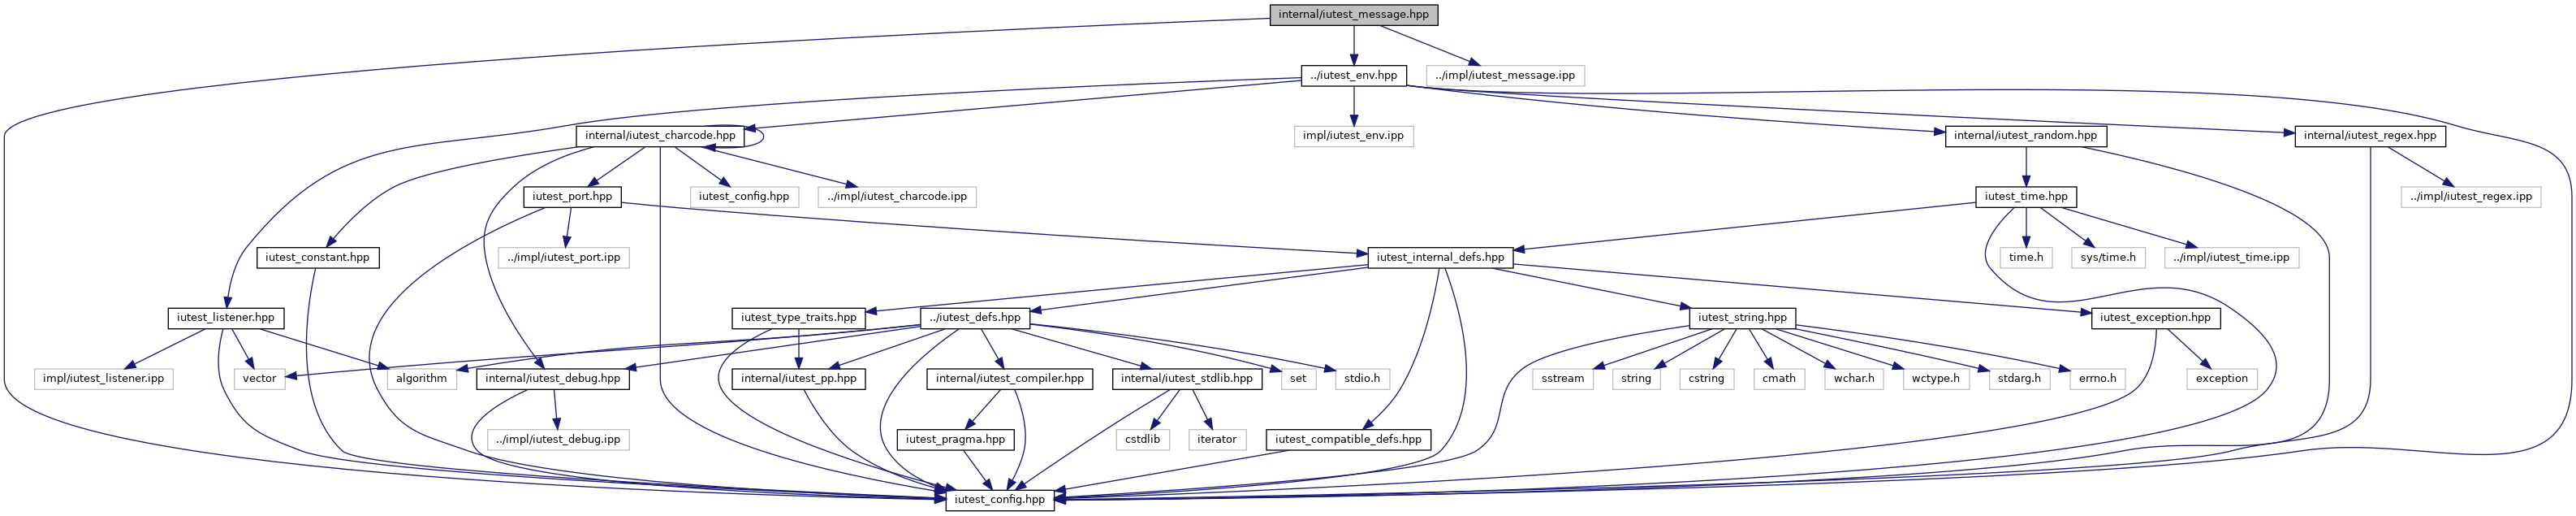 internal/iutest_message.hpp
../iutest_env.hpp
../impl/iutest_message.ipp
internal/iutest_charcode.hpp
impl/iutest_env.ipp
internal/iutest_random.hpp
internal/iutest_regex.hpp
iutest_port.hpp
iutest_config.hpp
../impl/iutest_charcode.ipp
iutest_time.hpp
../impl/iutest_regex.ipp
iutest_constant.hpp
../impl/iutest_port.ipp
iutest_internal_defs.hpp
time.h
sys/time.h
../impl/iutest_time.ipp
iutest_listener.hpp
iutest_type_traits.hpp
../iutest_defs.hpp
iutest_string.hpp
iutest_exception.hpp
impl/iutest_listener.ipp
vector
algorithm
internal/iutest_debug.hpp
internal/iutest_pp.hpp
internal/iutest_compiler.hpp
internal/iutest_stdlib.hpp
set
stdio.h
sstream
string
cstring
cmath
wchar.h
wctype.h
stdarg.h
errno.h
exception
../impl/iutest_debug.ipp
iutest_pragma.hpp
cstdlib
iterator
iutest_compatible_defs.hpp
iutest_config.hpp